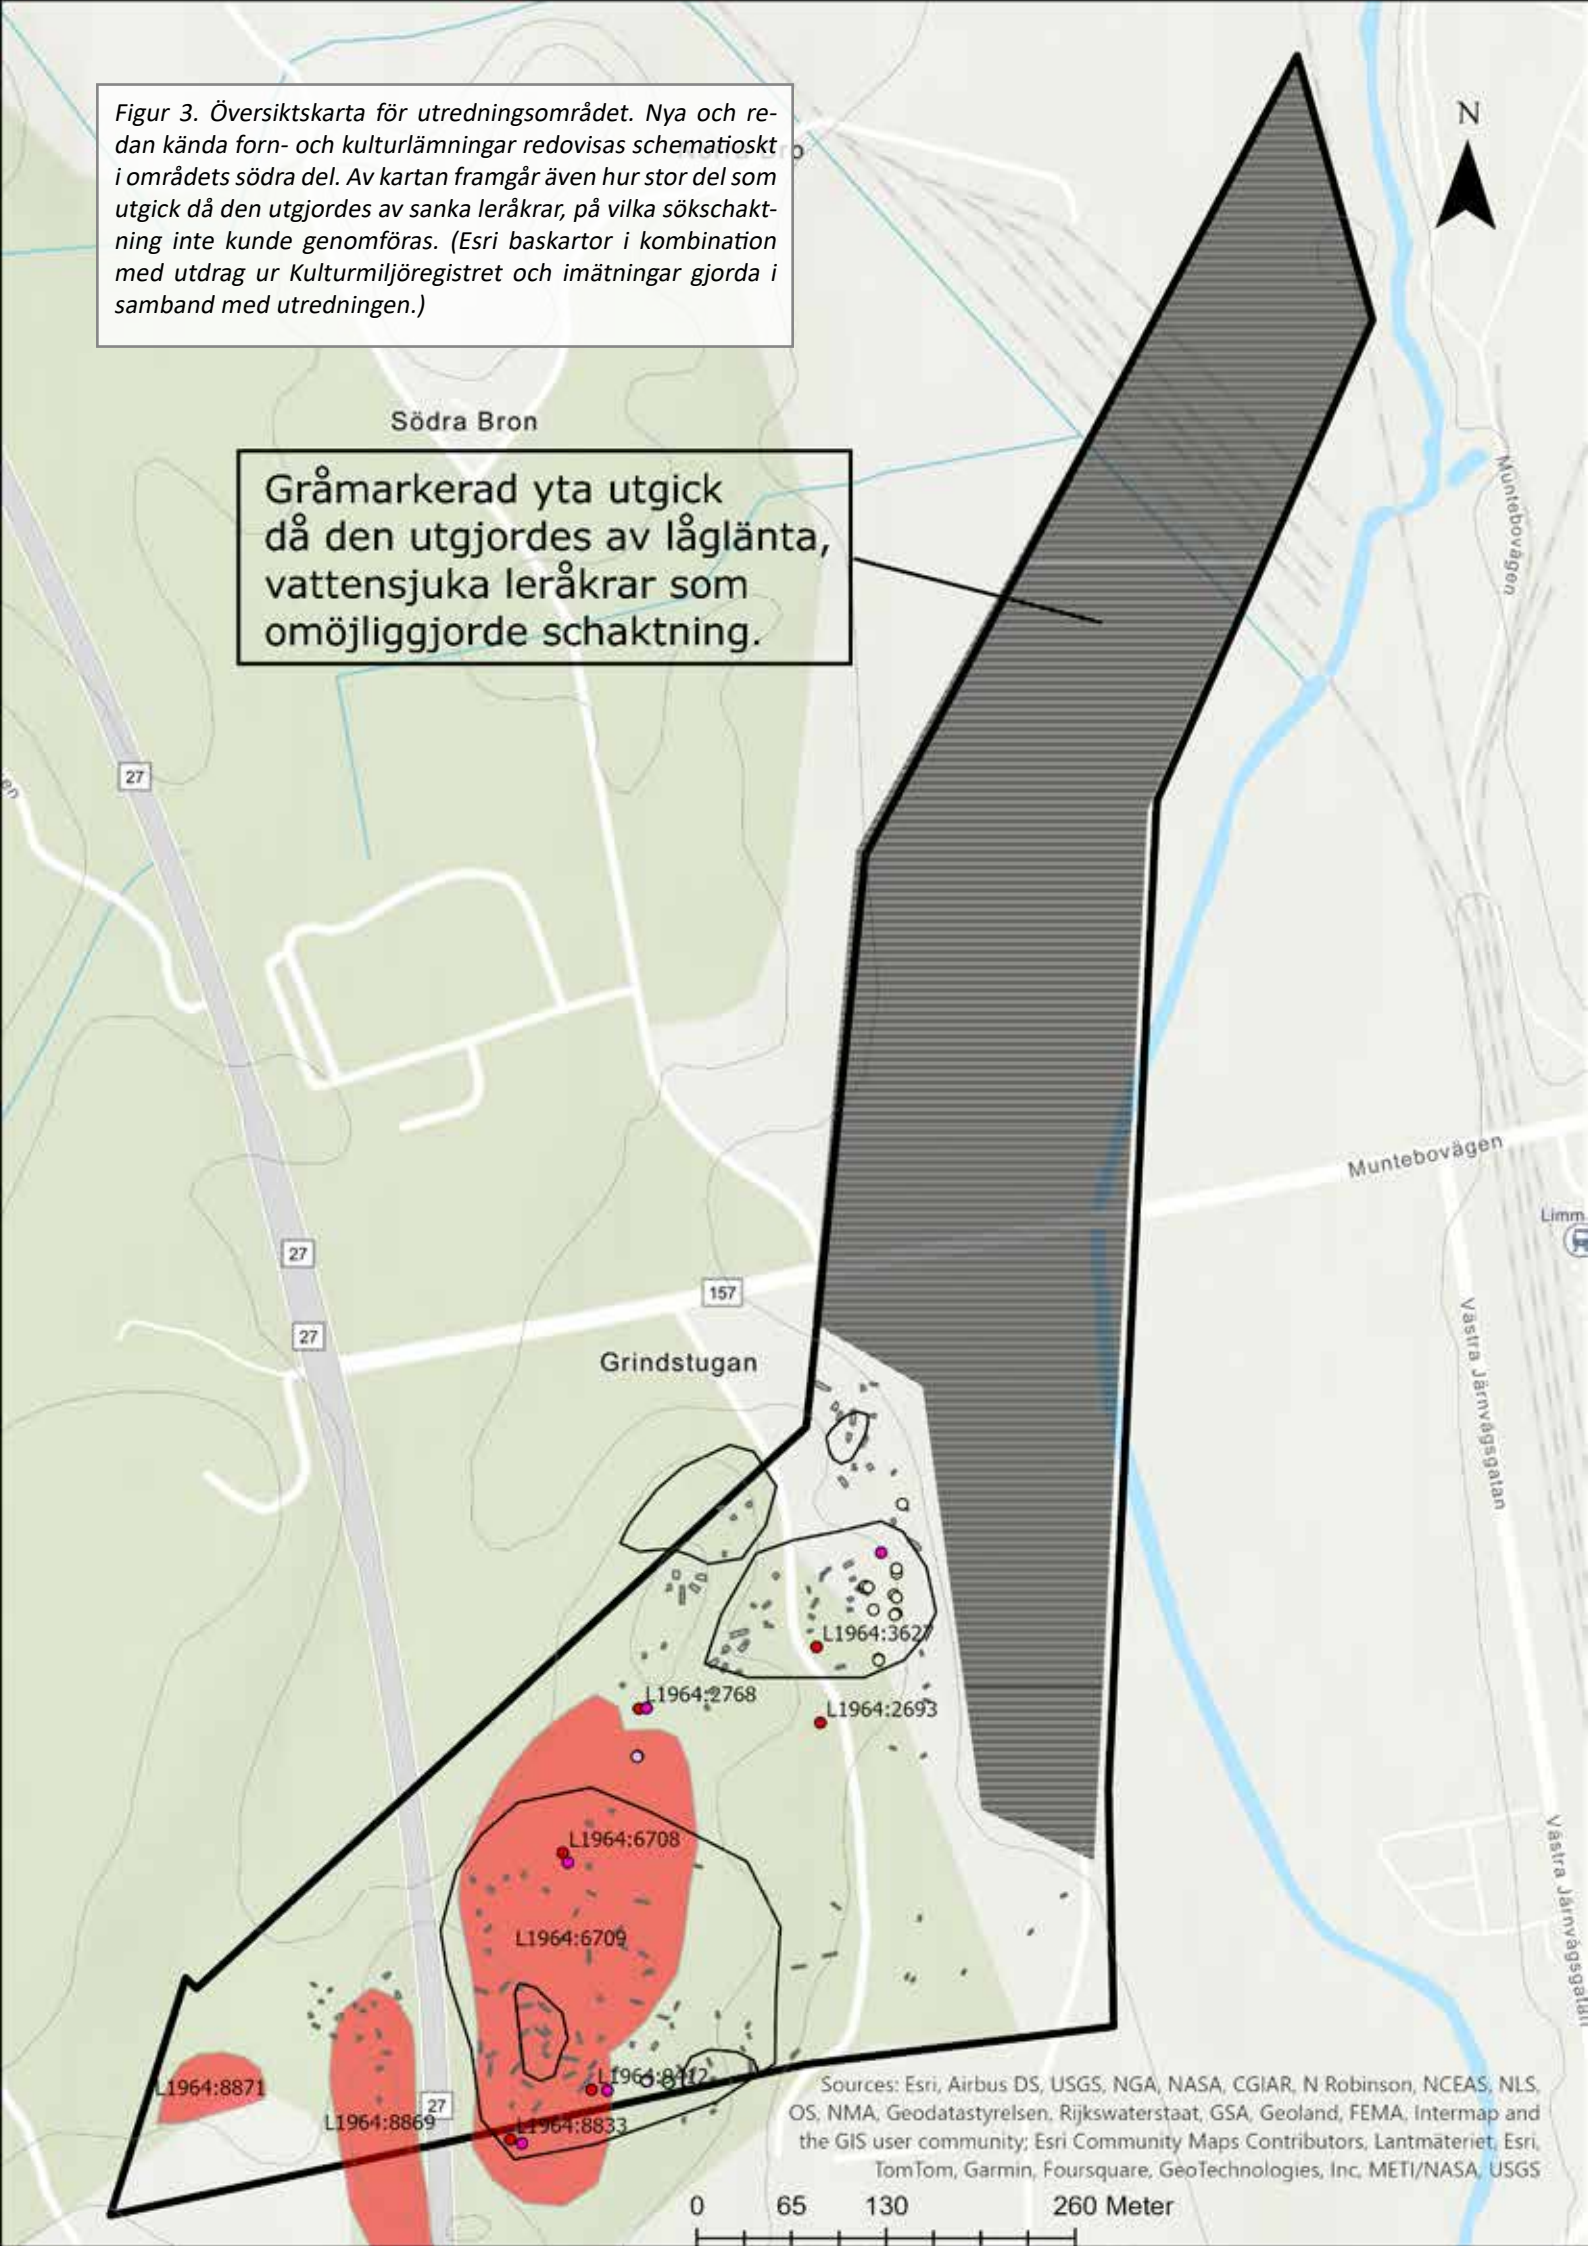 Figur 3. Översiktskarta för utredningsområdet. Nya och re-
dan kända forn- och kulturlämningar redovisas schematioskt
i områdets södra del. Av kartan framgår även hur stor del som
utgick då den utgjordes av sanka leråkrar, på vilka sökschakt-
ning inte kunde genomföras. (Esri baskartor i kombination
med utdrag ur Kulturmiljöregistret och imätningar gjorda i
samband med utredningen.)
N
Södra Bron
Gråmarkerad yta utgick
då den utgjordes av låglänta,
vattensjuka leråkrar som
omöjliggjorde schaktning.
Muntebovägen
27
Muntebovägen
Limm
27
157
27
Grindstugan
Västra Järnvägsgatan
L1964:3627
L1964:2768
L1964:2693
L1964:6708
Västra Järnvägsgatan
L1964:6709
L1964:8871
L1964:8412
27
L1964:8869
L1964:8833
Sources: Esri, Airbus DS, USGS, NGA, NASA, CGIAR, N Robinson, NCEAS, NLS,
OS, NMA, Geodatastyrelsen, Rijkswaterstaat, GSA, Geoland, FEMA, Intermap and
the GIS user community; Esri Community Maps Contributors, Lantmäteriet, Esri,
TomTom, Garmin, Foursquare, GeoTechnologies, Inc, METI/NASA, USGS
0 65 130 260 Meter